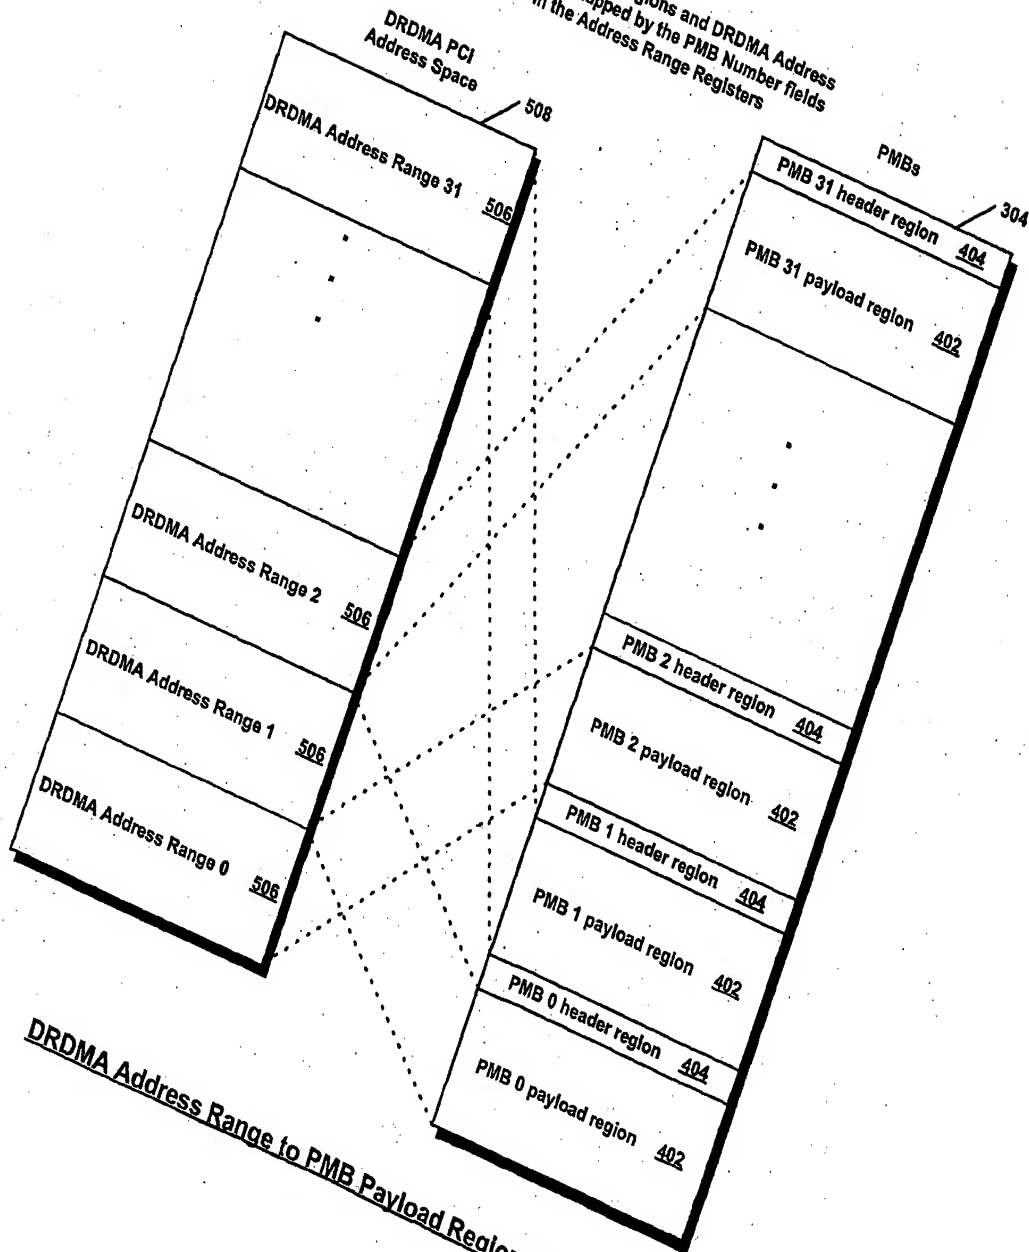 and DRDMA Address
by the PMB Number fields
in the Address Range Registers
DRDMA PCI
Address Space
508
DRDMA Address Range 31 506
DRDMA Address Range 2 506
DRDMA Address Range 1 506
DRDMA Address Range 0 506
PMBs
304
PMB 31 header region 404
PMB 31 payload region 402
PMB 2 header region 404
PMB 2 payload region 402
PMB 1 header region 404
PMB 1 payload region 402
PMB 0 header region 404
PMB 0 payload region 402
DRDMA Address Range to PMB Payload